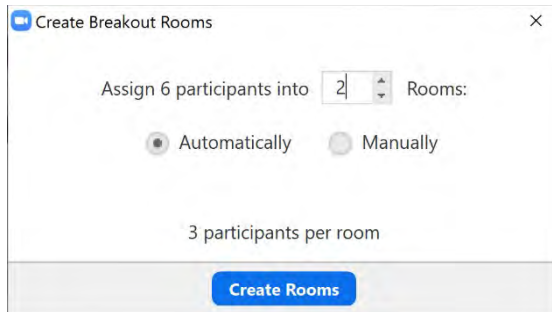 Create Breakout Rooms
Assign 6 participants into 2 Rooms:
Automatically Manually
3 participants per room
Create Rooms